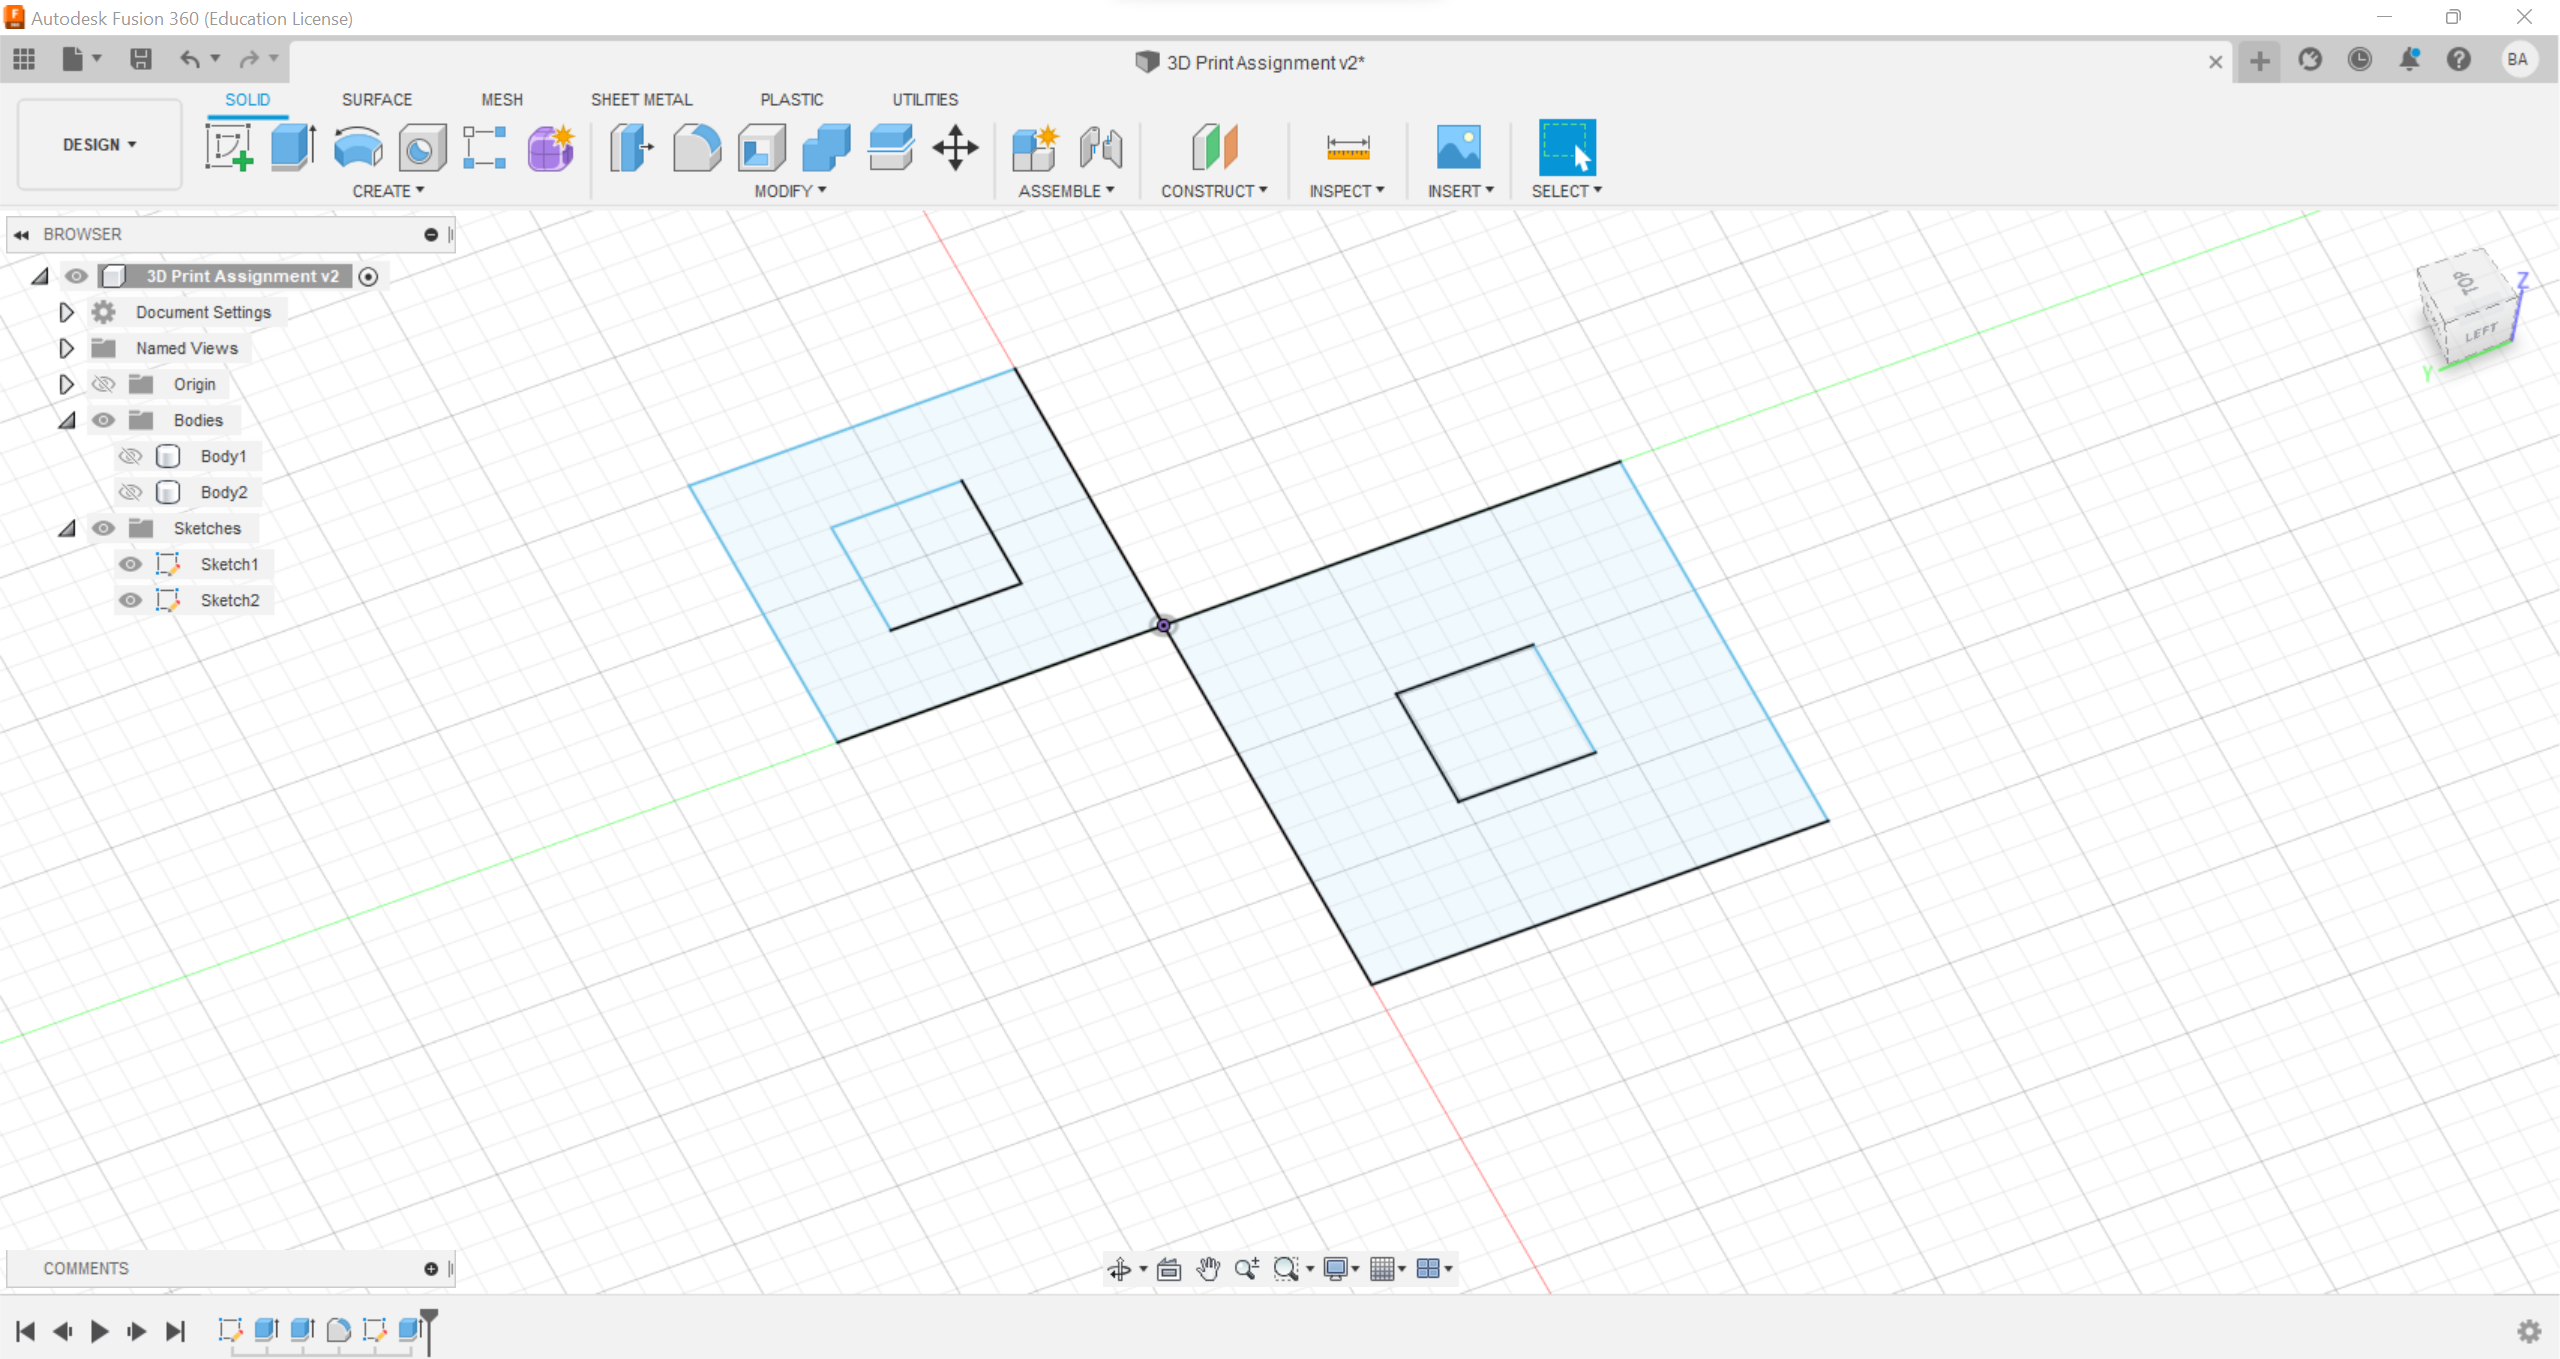 Autodesk Fusion 360 (Education License)
3D Print Assignment v2*
BA
DESIGN
SOLID
SURFACE
MESH
SHEET METAL
PLASTIC
UTILITIES
CREATE
MODIFY
ASSEMBLE
CONSTRUCT
INSPECT
INSERT
SELECT
BROWSER
3D Print Assignment v2
Document Settings
Named Views
Origin
Bodies
Body1
Body2
Sketches
Sketch1
Sketch2
TOP
LEFT
Z
Y
COMMENTS